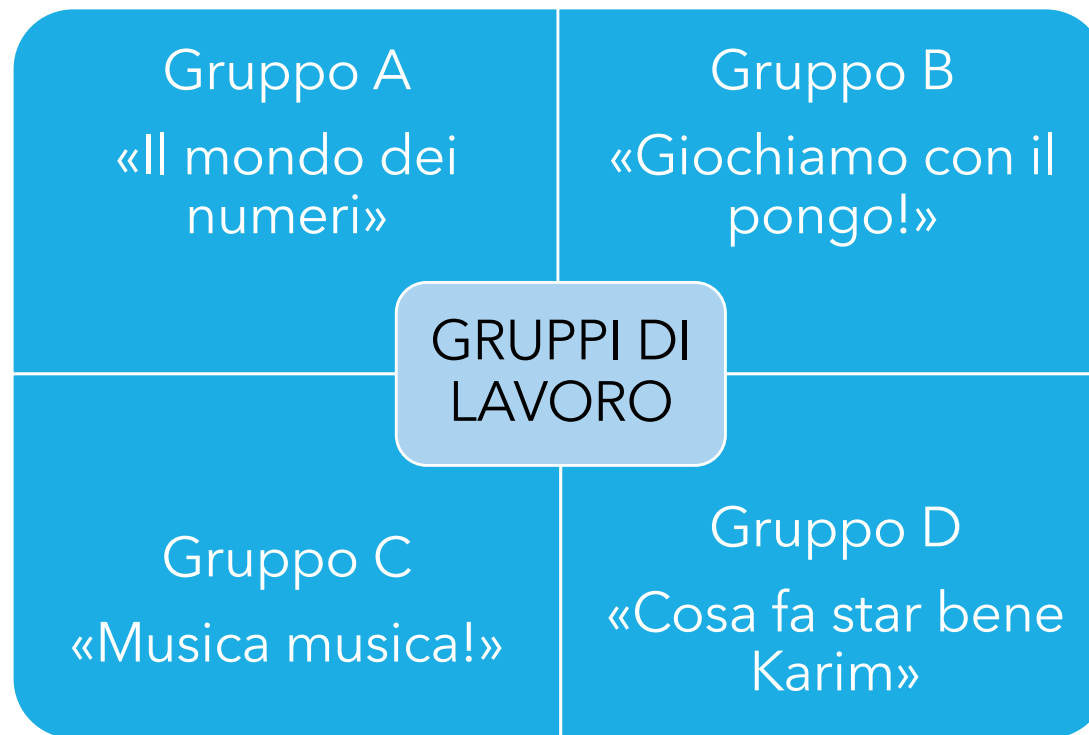 Gruppo A
«Il mondo dei
numeri»
Gruppo B
«Giochiamo con il
pongo!»
GRUPPI DI
LAVORO
Gruppo C
«Musica musica!»
Gruppo D
«Cosa fa star bene
Karim»